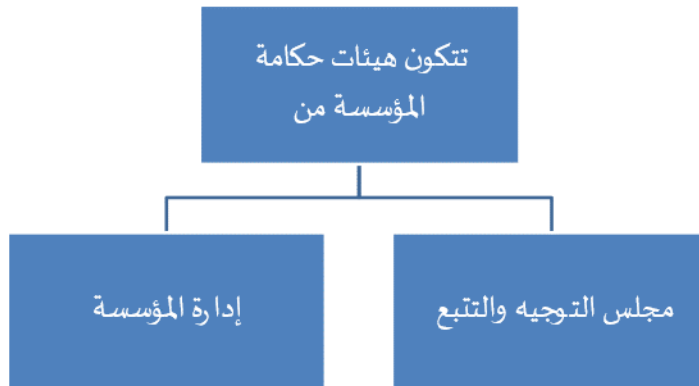 تتكون هيئات حكامة
المؤسسة من
مجلس التوجيه والتتبع
إدارة المؤسسة